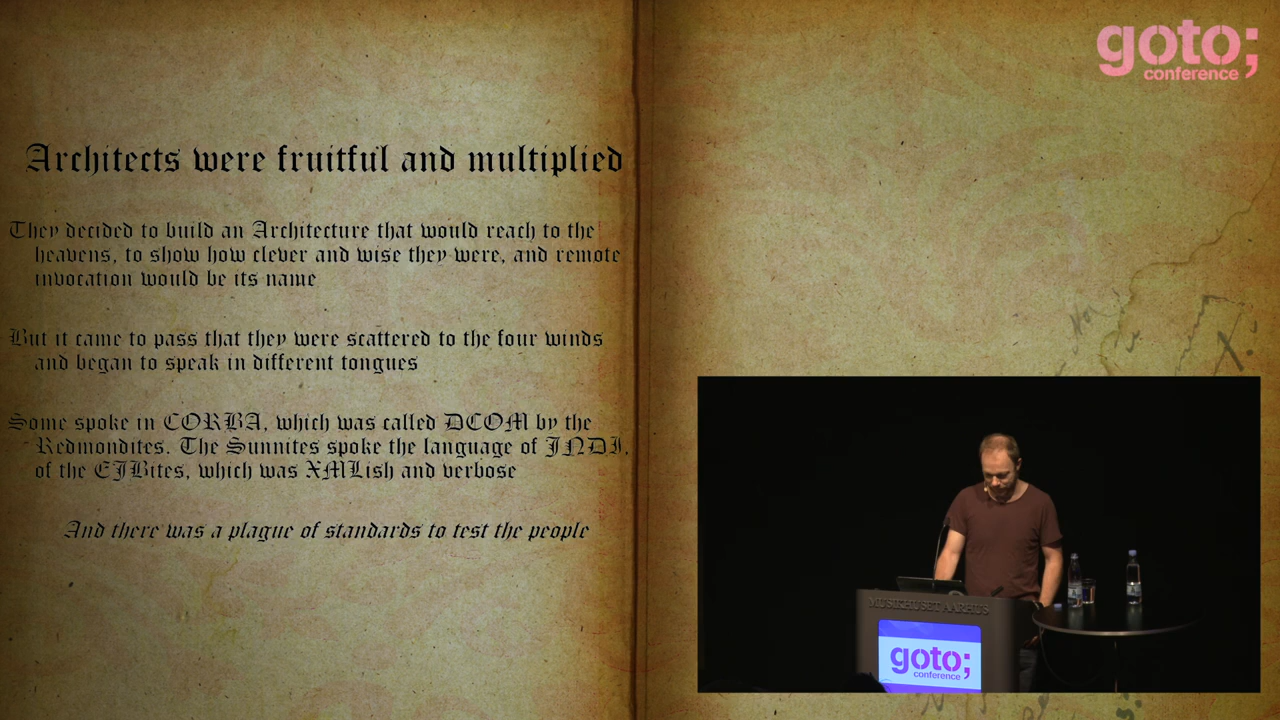 goto;
conference
Architects were fruitful and multiplied
They decided to build an Architecture that would reach to the
heavens, to show how clever and wise they were, and remote
invocation would be its name
But it came to pass that they were scattered to the four winds
and began to speak in different tongues
Some spoke in CORBA, which was called DCOM by the
Redmondites. The Sunnites spoke the language of JNDI,
of the EJBites, which was XMLish and verbose
And there was a plague of standards to test the people
MUSIKHUSET AARHUS
goto;
conference